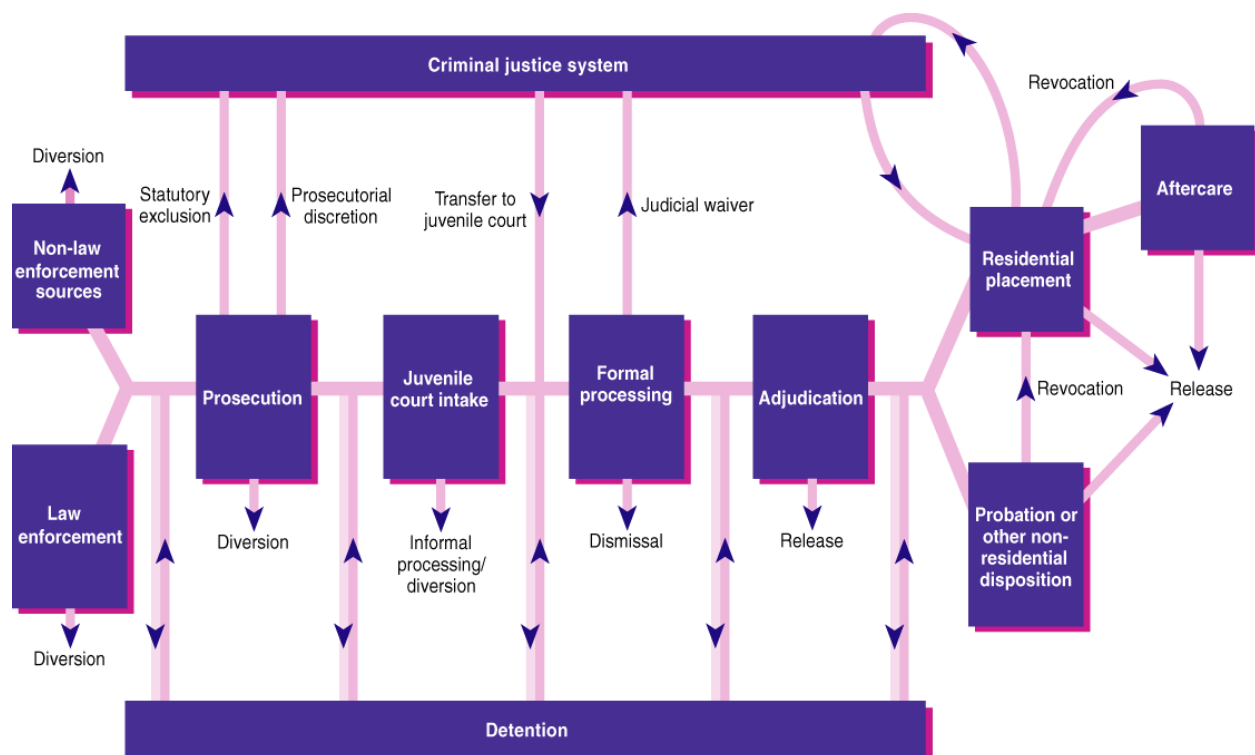 Criminal justice system
Revocation
Diversion
Aftercare
Statutory
exclusion
Prosecutorial
discretion
Transfer to
juvenile court
Judicial waiver
Non-law
enforcement
sources
Residential
placement
Prosecution
Juvenile
court intake
Formal
processing
Adjudication
Revocation
Release
Law
enforcement
Diversion
Informal
processing/
diversion
Dismissal
Release
Probation or
other non-
residential
disposition
Diversion
Detention